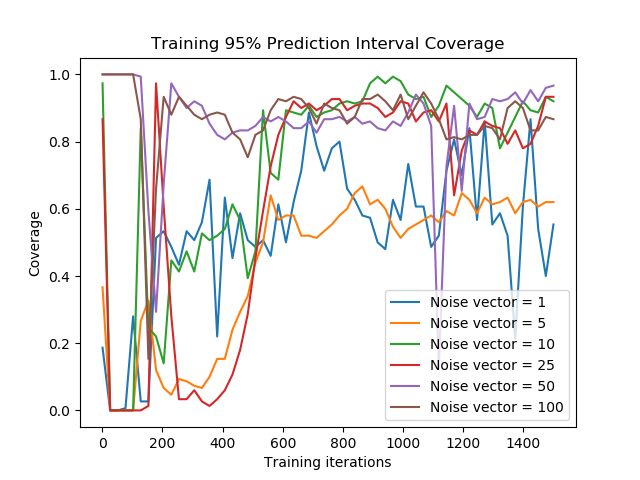 Training 95% Prediction Interval Coverage
1.0
0.8
0.6
0.4
0.2
0.0
Coverage
0 200 400 600 800 1000 1200 1400
Training iterations
Noise vector = 1
Noise vector = 5
Noise vector = 10
Noise vector = 25
Noise vector = 50
Noise vector = 100